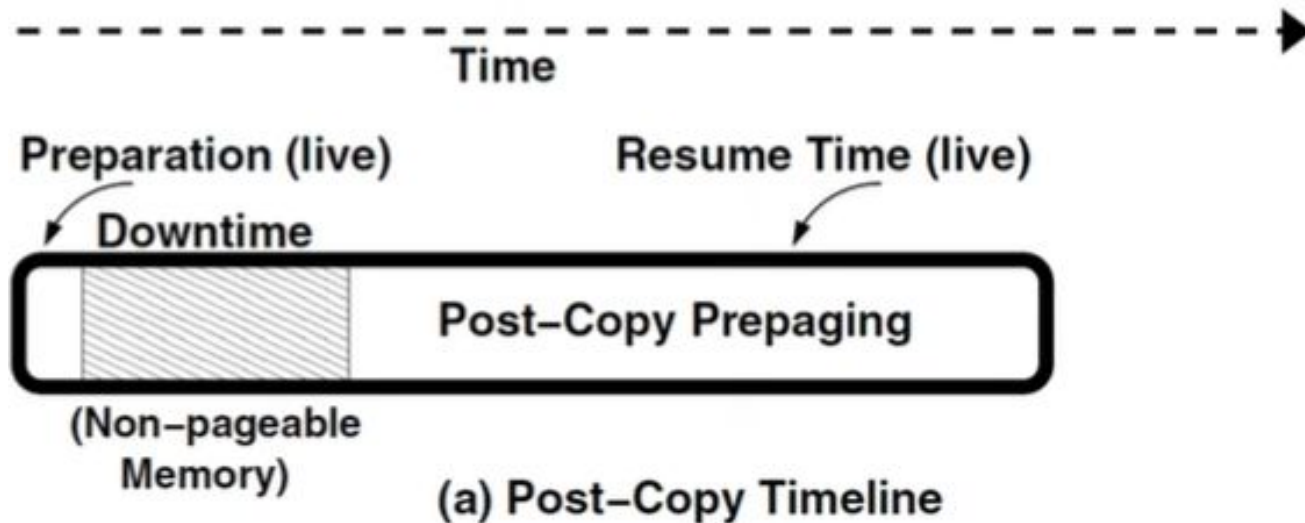 Time
Preparation (live)
Resume Time (live)
Downtime
Post−Copy Prepaging
(Non−pageable
Memory)
(a) Post−Copy Timeline